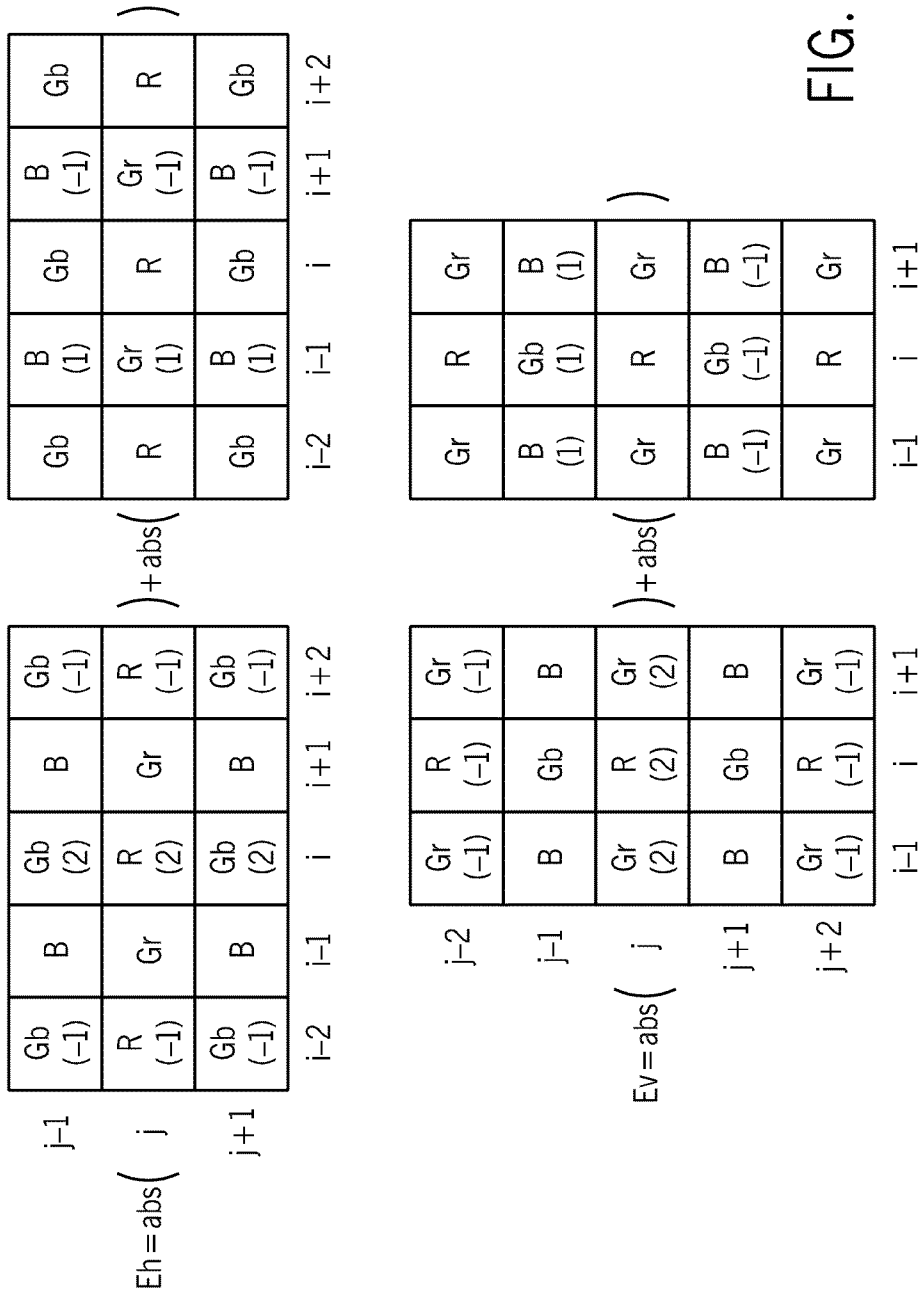 j-1 Gb (-1) B Gb (2) B Gb (-1) Gb B (1) Gb B (-1) Gb
Eh=abs( j R (-1) Gr R (2) Gr R (-1) )+abs( R Gr (1) R Gr (-1) R )
j+1 Gb (-1) B Gb (2) B Gb (-1) Gb B (1) Gb B (-1) Gb
i-2 i-1 i i+1 i+2 i-2 i-1 i i+1 i+2
j-2 Gr (-1) R (-1) Gr (-1) Gr R Gr
j-1 B Gb B B (1) Gb (1) B (1)
Ev=abs( j Gr (2) R (2) Gr (2) )+abs( Gr R Gr )
j+1 B Gb B B (-1) Gb (-1) B (-1)
j+2 Gr (-1) R (-1) Gr (-1) Gr R Gr
i-1 i i+1 i-1 i i+1
FIG.